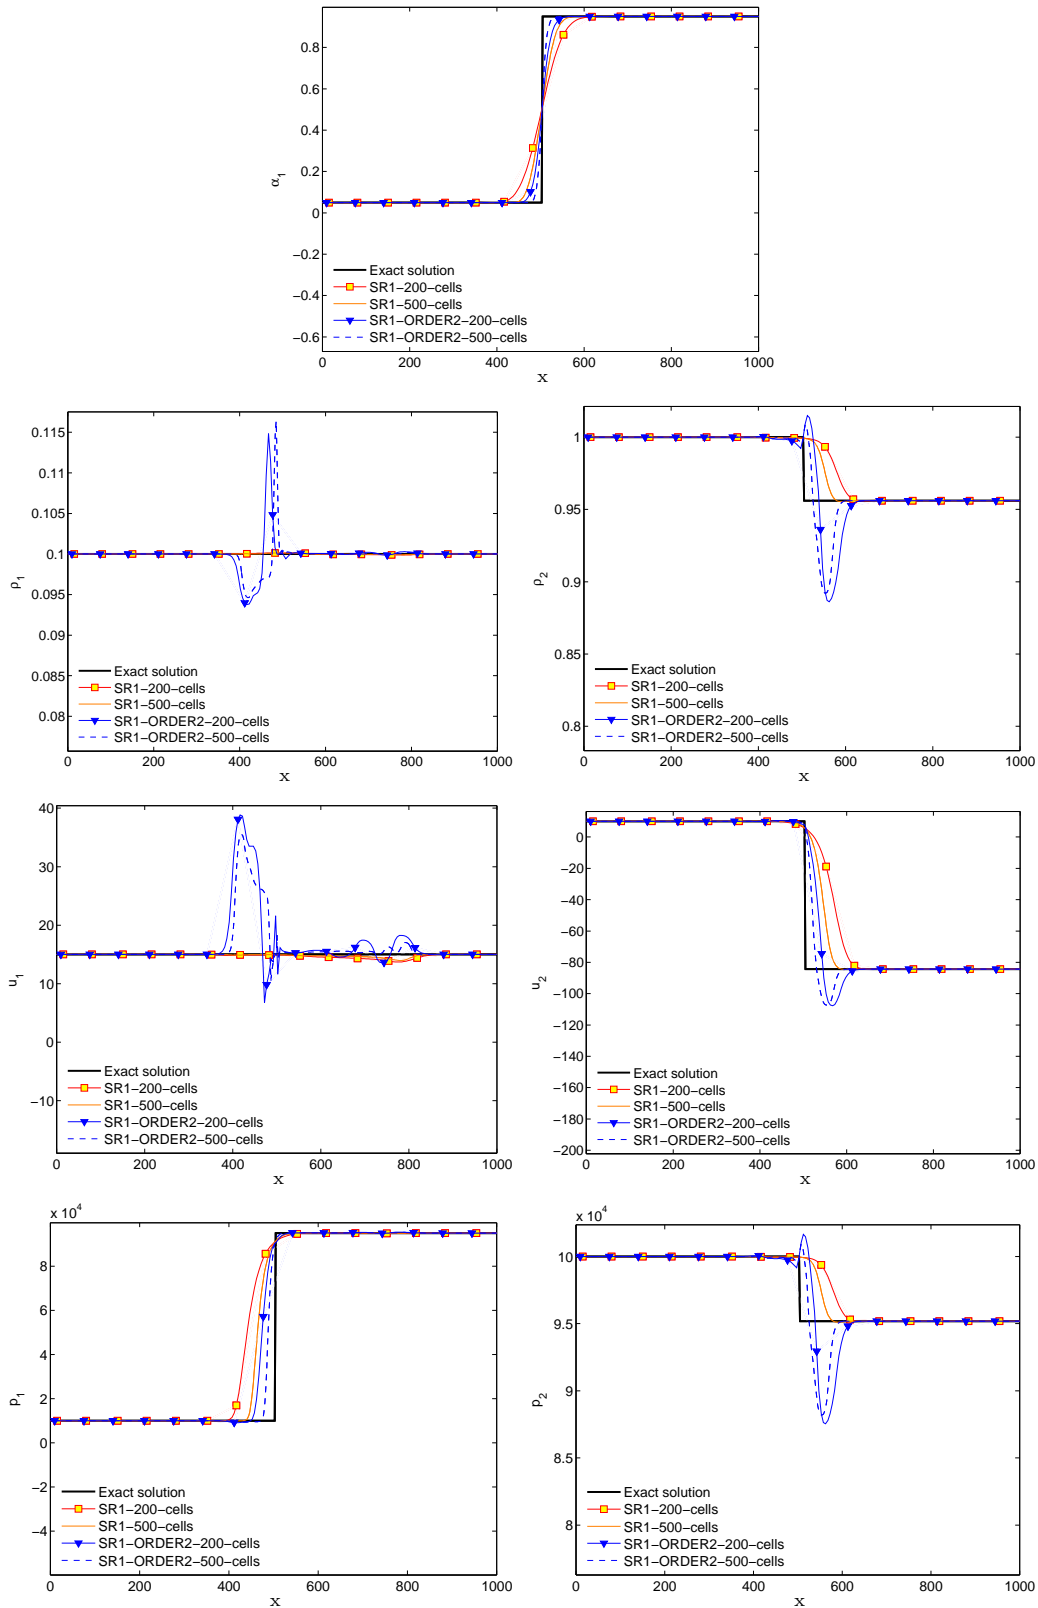 0.8
0.6
0.4
0.2
0
−0.2
−0.4
−0.6
α1
0 200 400 600 800 1000
x
Exact solution
SR1−200−cells
SR1−500−cells
SR1−ORDER2−200−cells
SR1−ORDER2−500−cells
0.115
0.11
0.105
0.1
0.095
0.09
0.085
0.08
ρ1
0 200 400 600 800 1000
x
Exact solution
SR1−200−cells
SR1−500−cells
SR1−ORDER2−200−cells
SR1−ORDER2−500−cells
1
0.95
0.9
0.85
0.8
ρ2
0 200 400 600 800 1000
x
Exact solution
SR1−200−cells
SR1−500−cells
SR1−ORDER2−200−cells
SR1−ORDER2−500−cells
40
30
20
10
0
−10
u1
0 200 400 600 800 1000
x
Exact solution
SR1−200−cells
SR1−500−cells
SR1−ORDER2−200−cells
SR1−ORDER2−500−cells
0
−20
−40
−60
−80
−100
−120
−140
−160
−180
−200
u2
0 200 400 600 800 1000
x
Exact solution
SR1−200−cells
SR1−500−cells
SR1−ORDER2−200−cells
SR1−ORDER2−500−cells
x 10^4
8
6
4
2
0
−2
−4
p1
0 200 400 600 800 1000
x
Exact solution
SR1−200−cells
SR1−500−cells
SR1−ORDER2−200−cells
SR1−ORDER2−500−cells
x 10^4
10
9.5
9
8.5
8
p2
0 200 400 600 800 1000
x
Exact solution
SR1−200−cells
SR1−500−cells
SR1−ORDER2−200−cells
SR1−ORDER2−500−cells